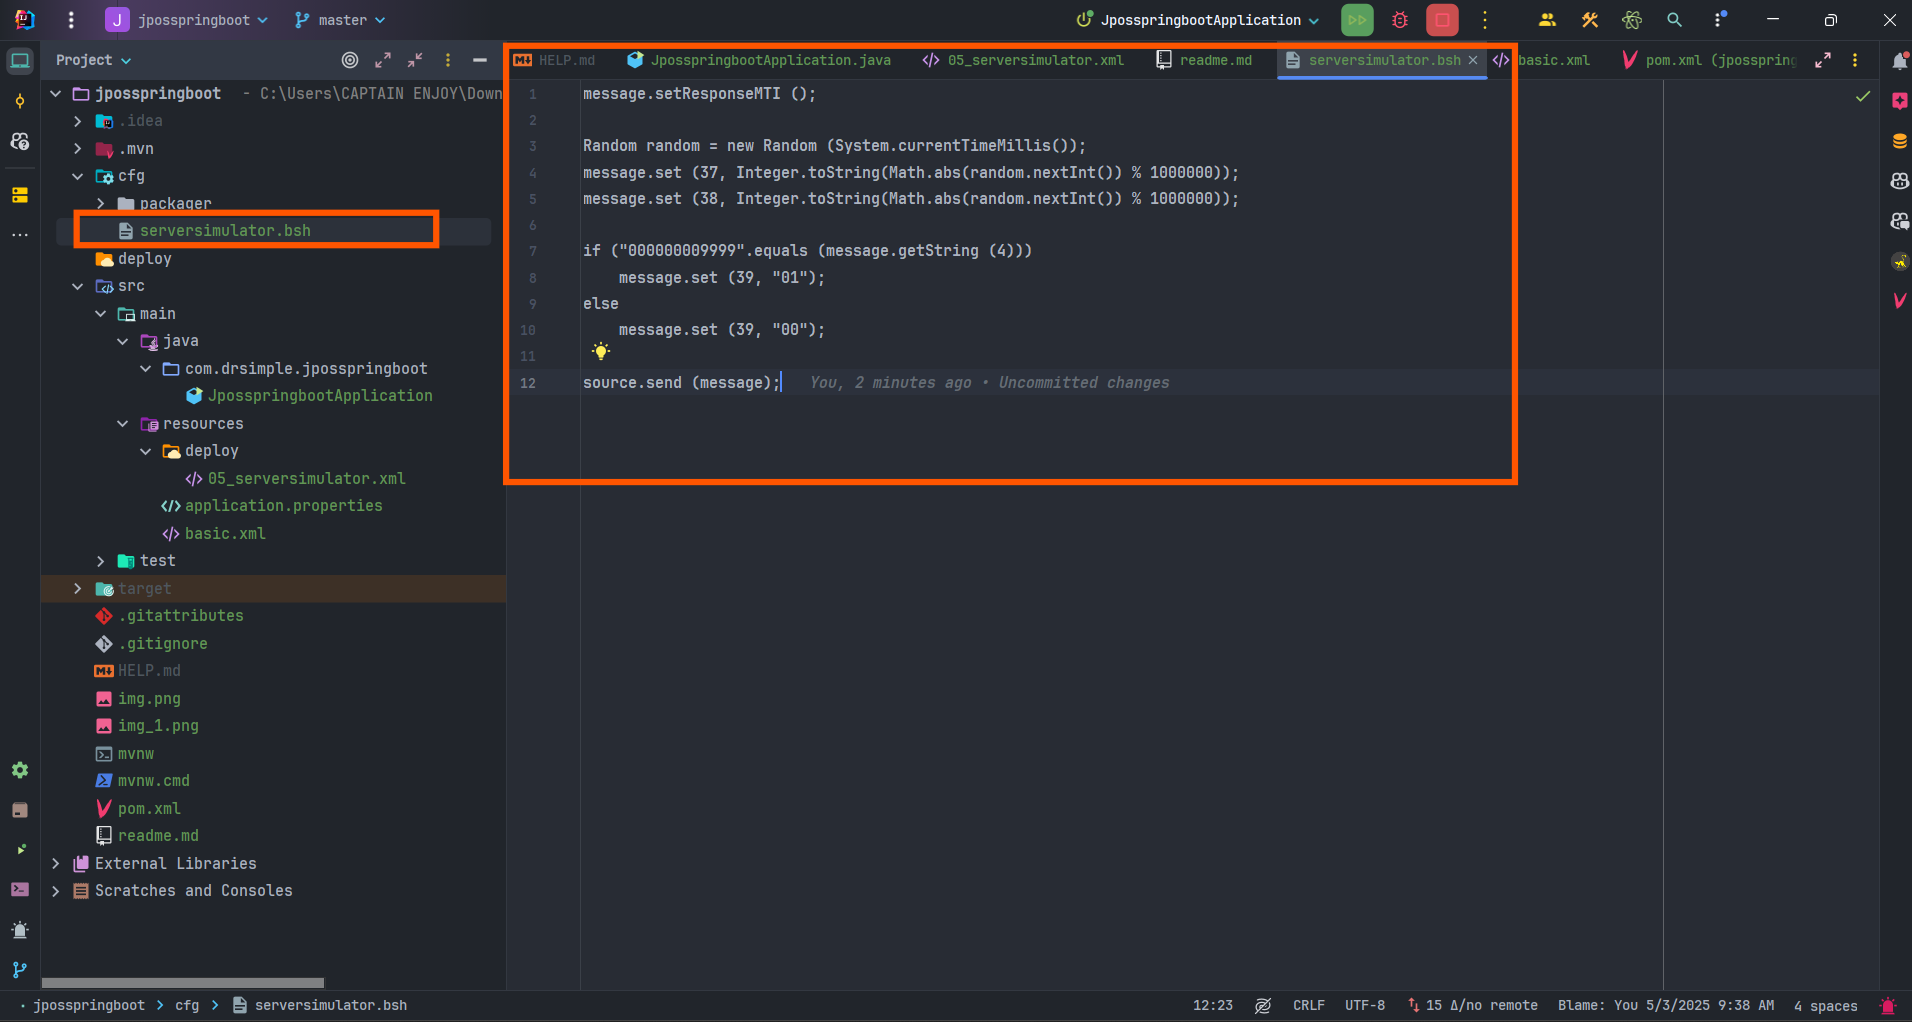 J jposspringboot master JposspringbootApplication
Project
jposspringboot - C:\Users\CAPTAIN ENJOY\Down
.idea
.mvn
cfg
packager
serversimulator.bsh
deploy
src
main
java
com.drsimple.jposspringboot
JposspringbootApplication
resources
deploy
05_serversimulator.xml
application.properties
basic.xml
test
target
.gitattributes
.gitignore
HELP.md
img.png
img_1.png
mvnw
mvnw.cmd
pom.xml
readme.md
External Libraries
Scratches and Consoles
HELP.md JposspringbootApplication.java 05_serversimulator.xml readme.md serversimulator.bsh basic.xml pom.xml (jpospring
1 message.setResponseMTI ();
2
3 Random random = new Random (System.currentTimeMillis());
4 message.set (37, Integer.toString(Math.abs(random.nextInt()) % 1000000));
5 message.set (38, Integer.toString(Math.abs(random.nextInt()) % 1000000));
6
7 if ("000000009999".equals (message.getString (4)))
8 message.set (39, "01");
9 else
10 message.set (39, "00");
11
12 source.send (message); You, 2 minutes ago • Uncommitted changes
jposspringboot > cfg > serversimulator.bsh 12:23 CRLF UTF-8 15 Δ/no remote Blame: You 5/3/2025 9:38 AM 4 spaces